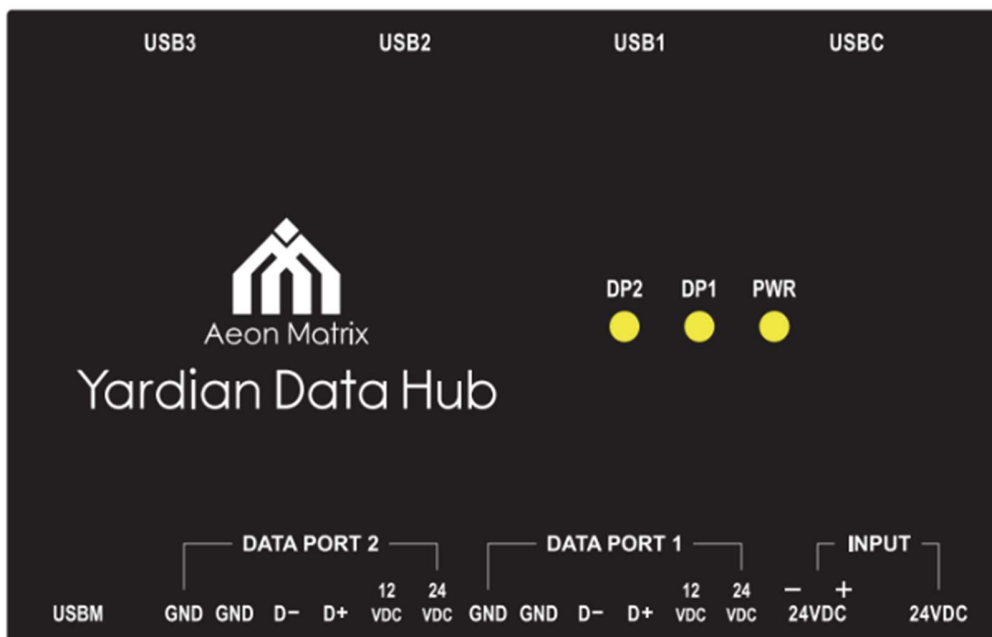 USB3 USB2 USB1 USBC
DP2 DP1 PWR
Aeon Matrix
Yardian Data Hub
DATA PORT 2 DATA PORT 1 INPUT
12 24 12 24 − +
USBM GND GND D− D+ VDC VDC GND GND D− D+ VDC VDC 24VDC 24VDC